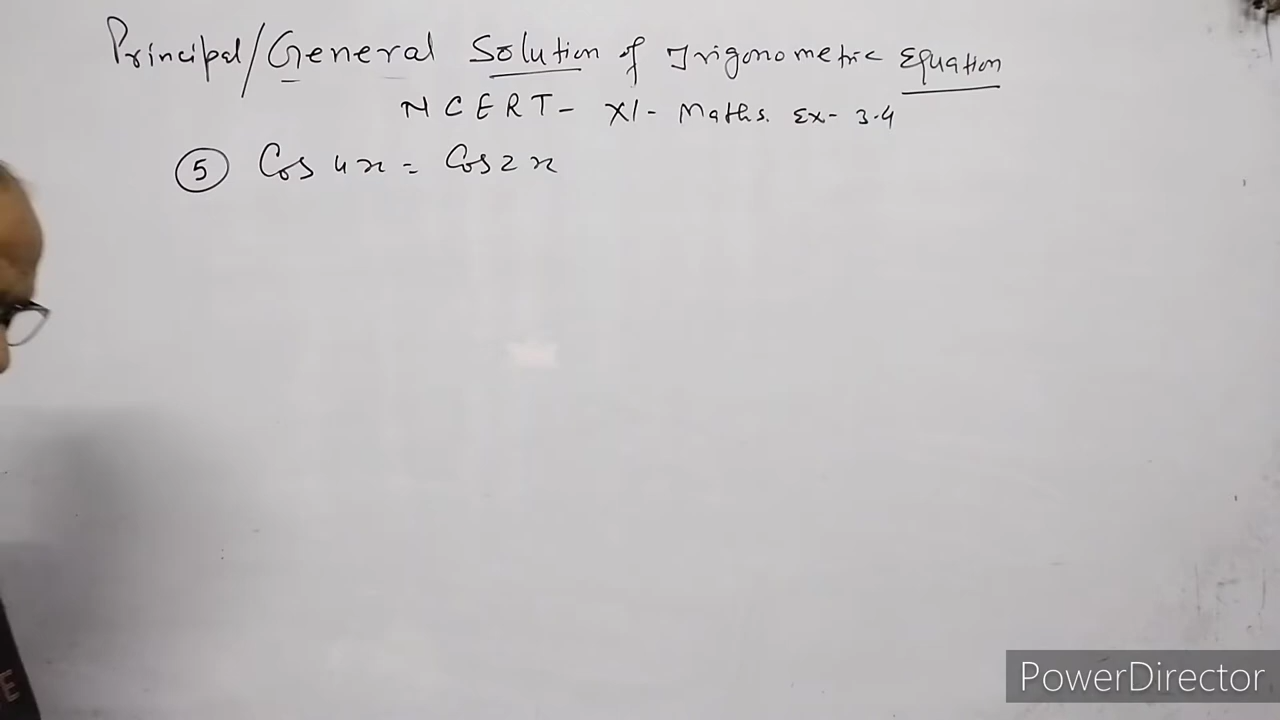 Principal/General Solution of Trigonometric Equation
NCERT- XI- Maths. Ex- 3.4
5 Cos 4x = Cos 2x
PowerDirector